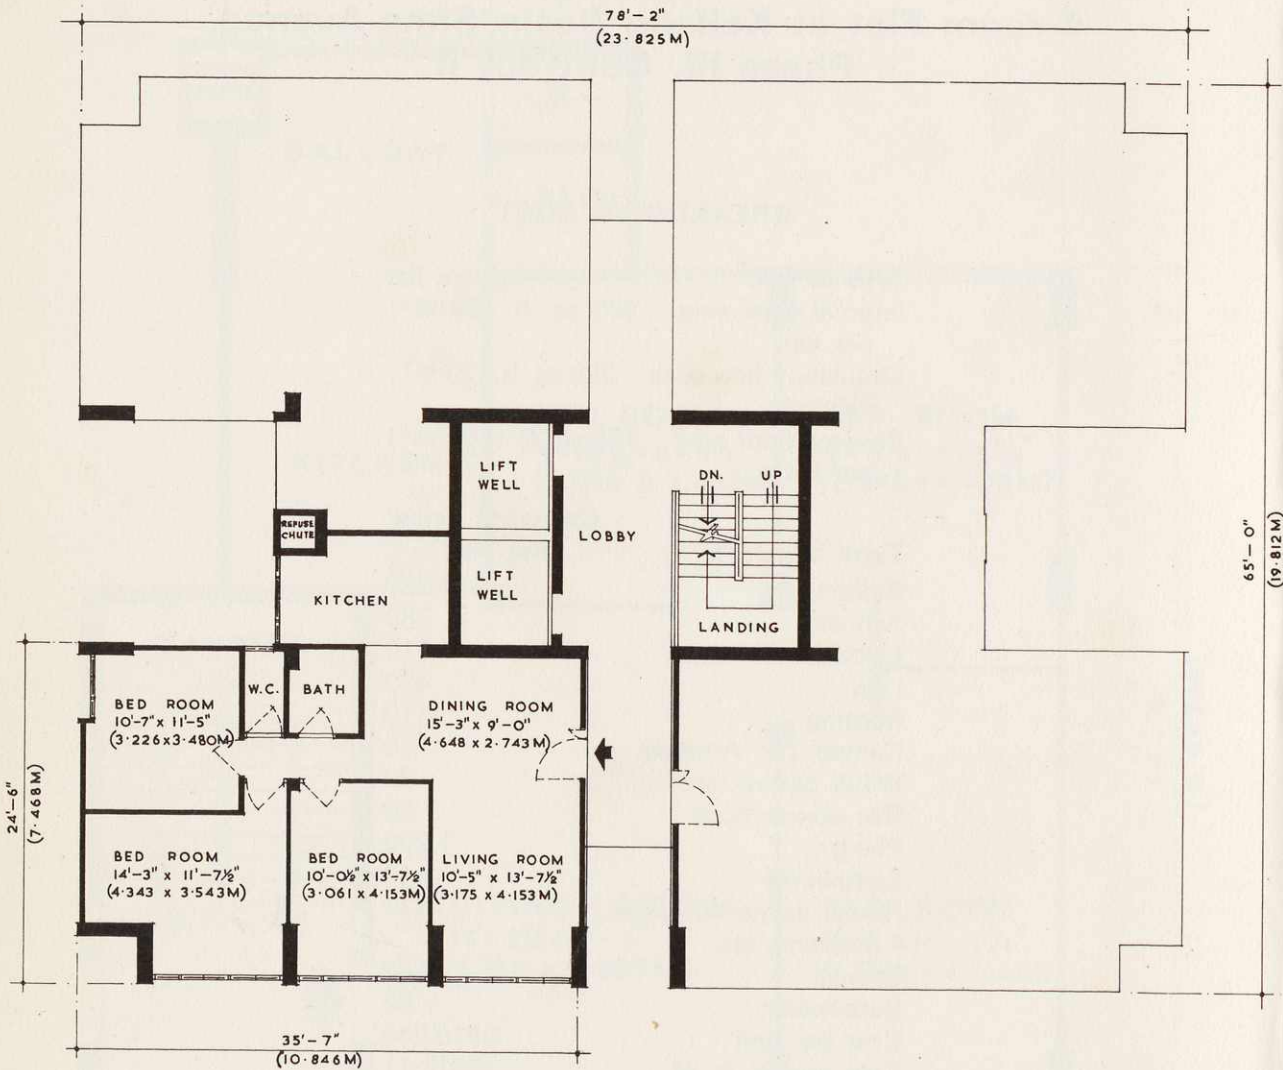 78'-2"
(23·825M)
LIFT
WELL
DN. UP
REFUSE
CHUTE
LOBBY
65'-0"
(19·812M)
LIFT
WELL
KITCHEN
LANDING
BED ROOM
10'-7" x 11'-5"
(3·226x3·480M)
W.C.
BATH
DINING ROOM
15'-3" x 9'-0"
(4·648 x 2·743M)
24'-6"
(7·468M)
BED ROOM
14'-3" x 11'-7½"
(4·343 x 3·543M)
BED ROOM
10'-0½" x 13'-7½"
(3·061 x 4·153M)
LIVING ROOM
10'-5" x 13'-7½"
(3·175 x 4·153M)
35'-7"
(10·846M)